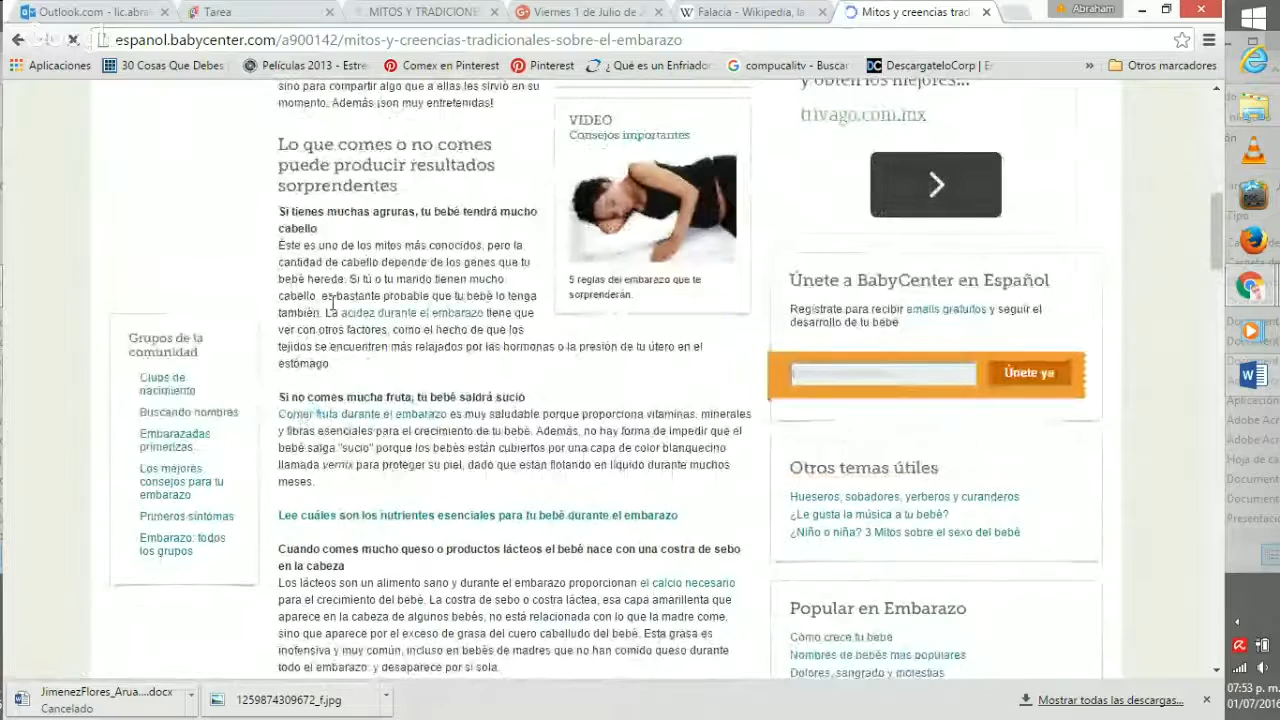 Outlook.com - lic.abra
Tarea
MITOS Y TRADICIONE
Viernes 1 de Julio de
Falacia - Wikipedia, la
Mitos y creencias trad
Abraham
espanol.babycenter.com/a900142/mitos-y-creencias-tradicionales-sobre-el-embarazo
Aplicaciones
30 Cosas Que Debes
Películas 2013 - Estre
Comex en Pinterest
Pinterest
¿Qué es un Enfriador
compucalitv - Buscar
DescargateloCorp | E
Otros marcadores
sino para compartir algo que a ellas les sirvió en su
momento. Además ¡son muy entretenidas!
Lo que comes o no comes
puede producir resultados
sorprendentes
Si tienes muchas agruras, tu bebé tendrá mucho
cabello
Éste es uno de los mitos más conocidos, pero la
cantidad de cabello depende de los genes que tu
bebé herede. Si tú o tu marido tienen mucho
cabello es bastante probable que tu bebé lo tenga
también. La acidez durante el embarazo tiene que
ver con otros factores, como el hecho de que los
tejidos se encuentren más relajados por las hormonas o la presión de tu útero en el
estómago.
Si no comes mucha fruta, tu bebé saldrá sucio
Comer fruta durante el embarazo es muy saludable porque proporciona vitaminas, minerales
y fibras esenciales para el crecimiento de tu bebé. Además, no hay forma de impedir que el
bebé salga "sucio" porque los bebés están cubiertos por una capa de color blanquecino
llamada vernix para proteger su piel, dado que están flotando en líquido durante muchos
meses.
Lee cuáles son los nutrientes esenciales para tu bebé durante el embarazo
Cuando comes mucho queso o productos lácteos el bebé nace con una costra de sebo
en la cabeza
Los lácteos son un alimento sano y durante el embarazo proporcionan el calcio necesario
para el crecimiento del bebé. La costra de sebo o costra láctea, esa capa amarillenta que
aparece en la cabeza de algunos bebés, no está relacionada con lo que la madre come,
sino que aparece por el exceso de grasa del cuero caballudo del bebé. Esta grasa es
inofensiva y muy común, incluso en bebés de madres que no han comido queso durante
todo el embarazo y desaparece por si sola.
VIDEO
Consejos importantes
5 reglas del embarazo que te
sorprenderán.
Grupos de la
comunidad
Clubs de
nacimiento
Buscando nombres
Embarazadas
primerizas
Los mejores
consejos para tu
embarazo
Primeros síntomas
Embarazo: todos
los grupos
y obtén los mejores...
trivago.com.mx
Únete a BabyCenter en Español
Regístrate para recibir emails gratuitos y seguir el
desarrollo de tu bebé
Únete ya
Otros temas útiles
Hueseros, sobadores, yerberos y curanderos
¿Le gusta la música a tu bebé?
¿Niño o niña? 3 Mitos sobre el sexo del bebé
Popular en Embarazo
Cómo crece tu bebé
Nombres de bebés mas populares
Dolores, sangrado y molestias
Tipo
Document
Document
Aplicación
Adobe Acr
Adobe Acr
Hoja de ca
Document
Document
Presentació
JimenezFlores_Arua....docx
Cancelado
1259874309672_f.jpg
Mostrar todas las descargas...
07:53 p. m.
01/07/2016